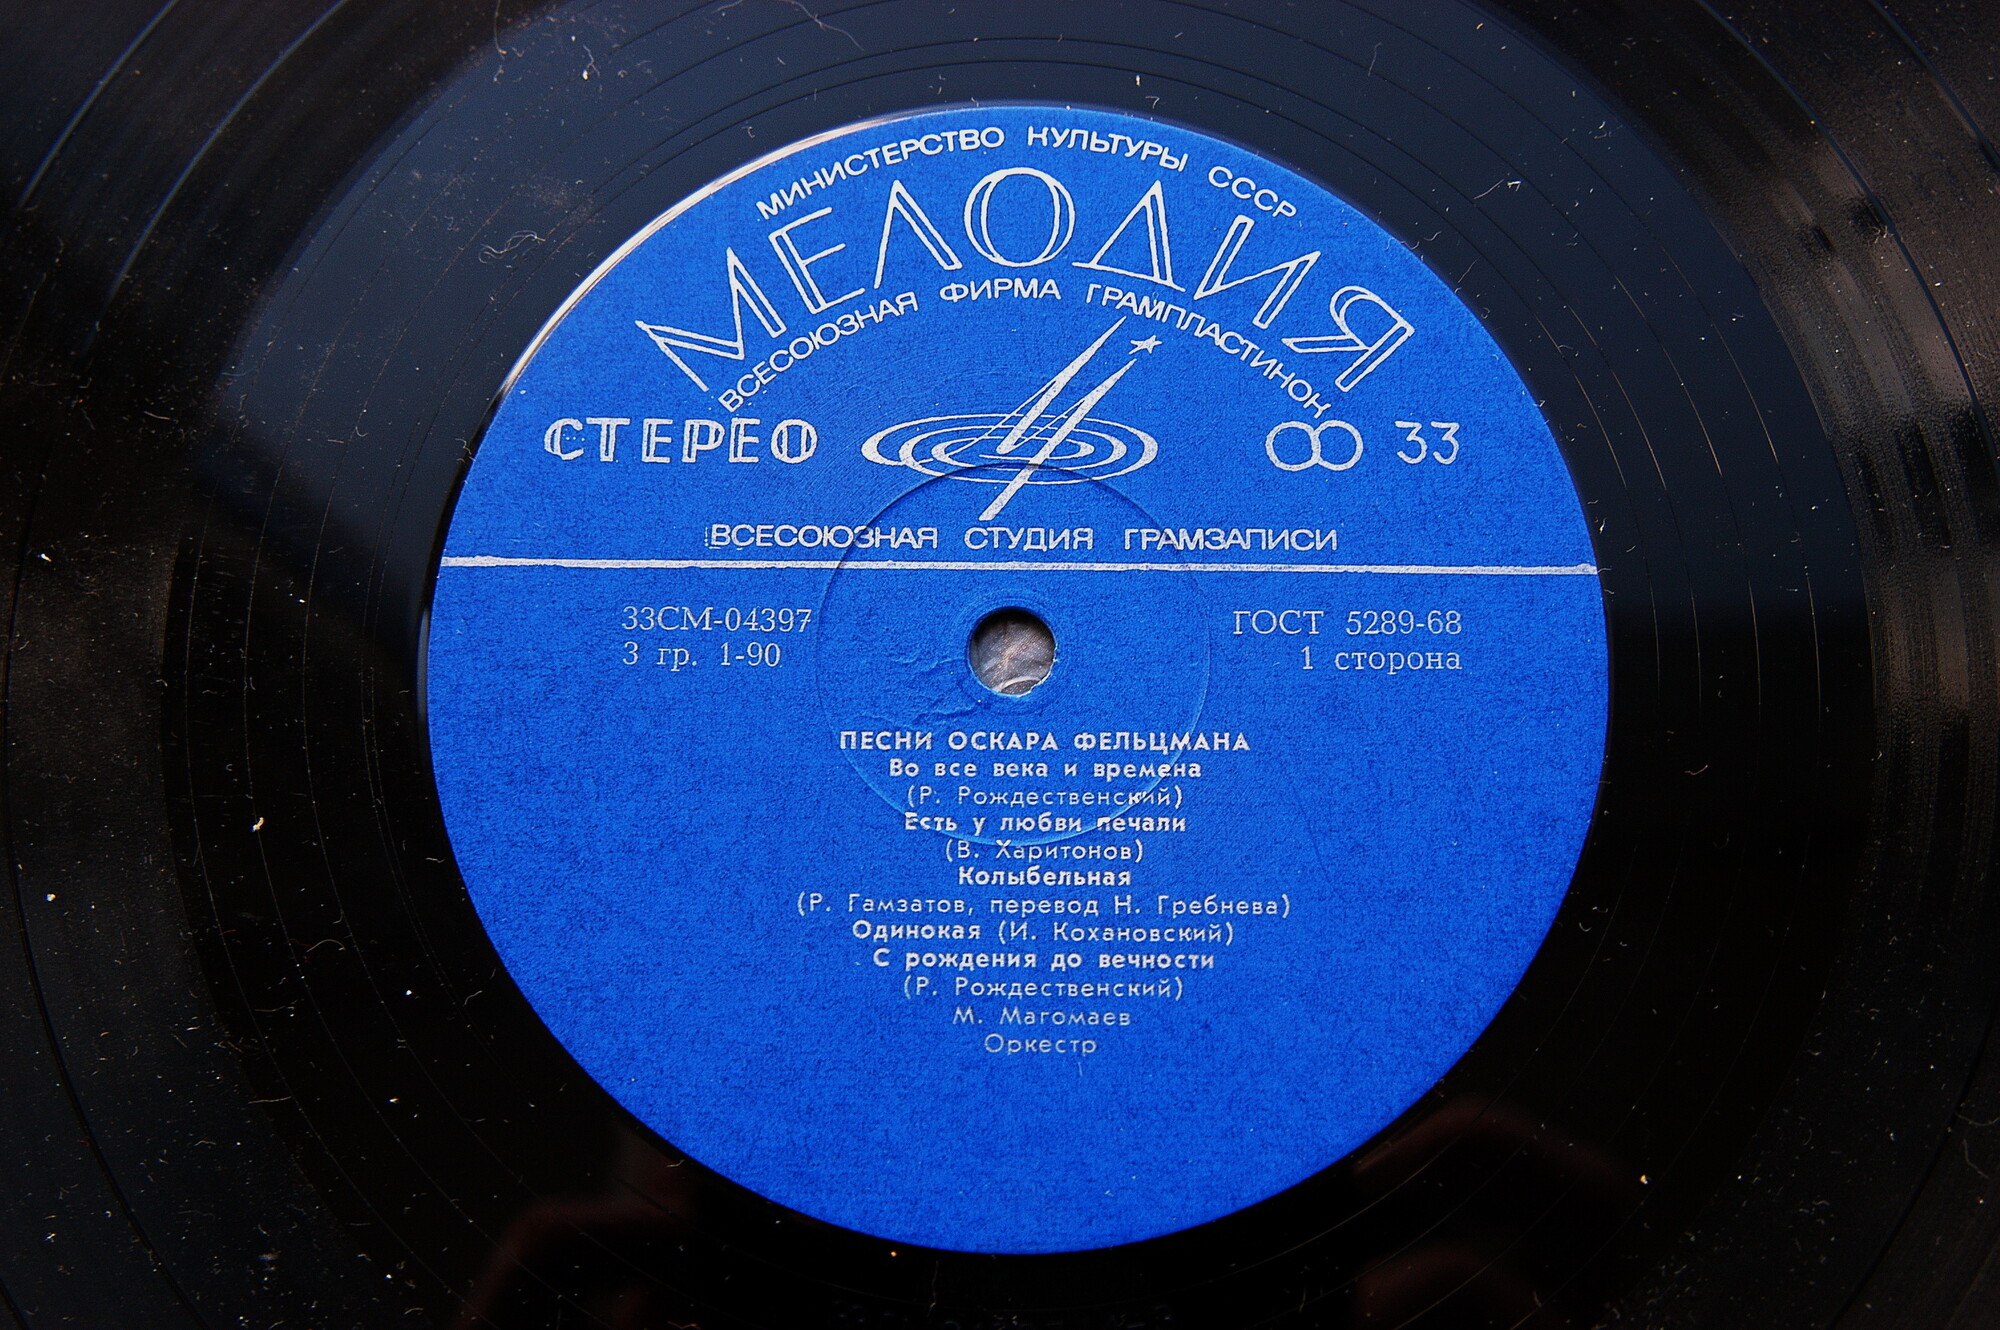 МИНИСТЕРСТВО КУЛЬТУРЫ СССР
МЕЛОДИЯ
ВСЕСОЮЗНАЯ ФИРМА ГРАМПЛАСТИНОК
СТЕРЕО 33
ВСЕСОЮЗНАЯ СТУДИЯ ГРАМЗАПИСИ
33СМ-04397 ГОСТ 5289-68
3 гр. 1-90 1 сторона
ПЕСНИ ОСКАРА ФЕЛЬЦМАНА
Во все века и времена
(Р. Рождественский)
Есть у любви печали
(В. Харитонов)
Колыбельная
(Р. Гамзатов, перевод Н. Гребнева)
Одинокая (И. Кохановский)
С рождения до вечности
(Р. Рождественский)
М. Магомаев
Оркестр